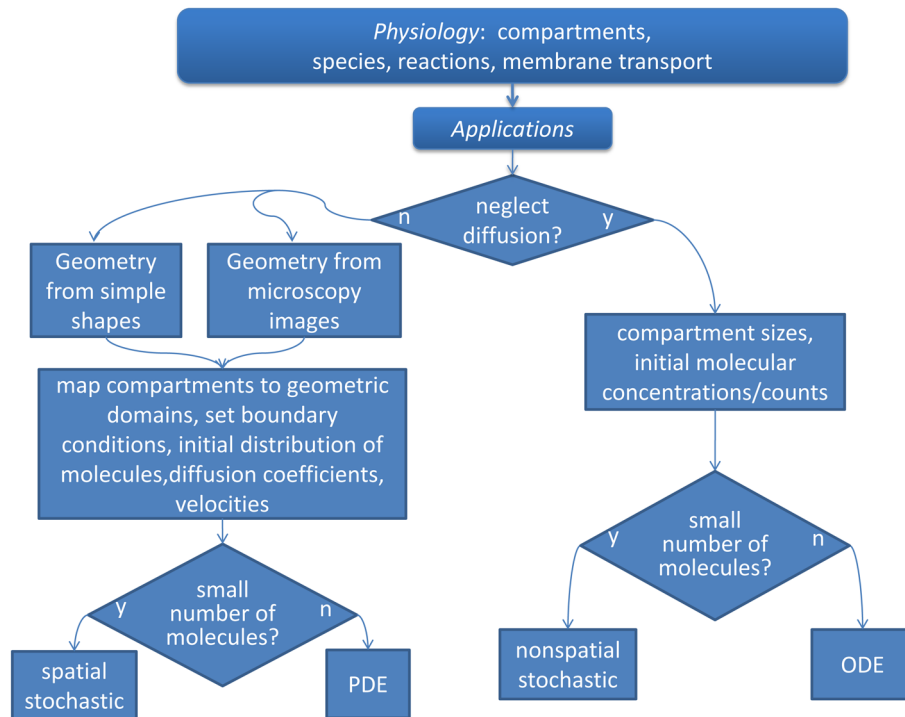 Physiology: compartments,
species, reactions, membrane transport
Applications
n
neglect
diffusion?
y
Geometry
from simple
shapes
Geometry from
microscopy
images
compartment sizes,
initial molecular
concentrations/counts
map compartments to geometric
domains, set boundary
conditions, initial distribution of
molecules,diffusion coefficients,
velocities
y
small
number of
molecules?
n
y
small
number of
molecules?
n
spatial
stochastic
PDE
nonspatial
stochastic
ODE